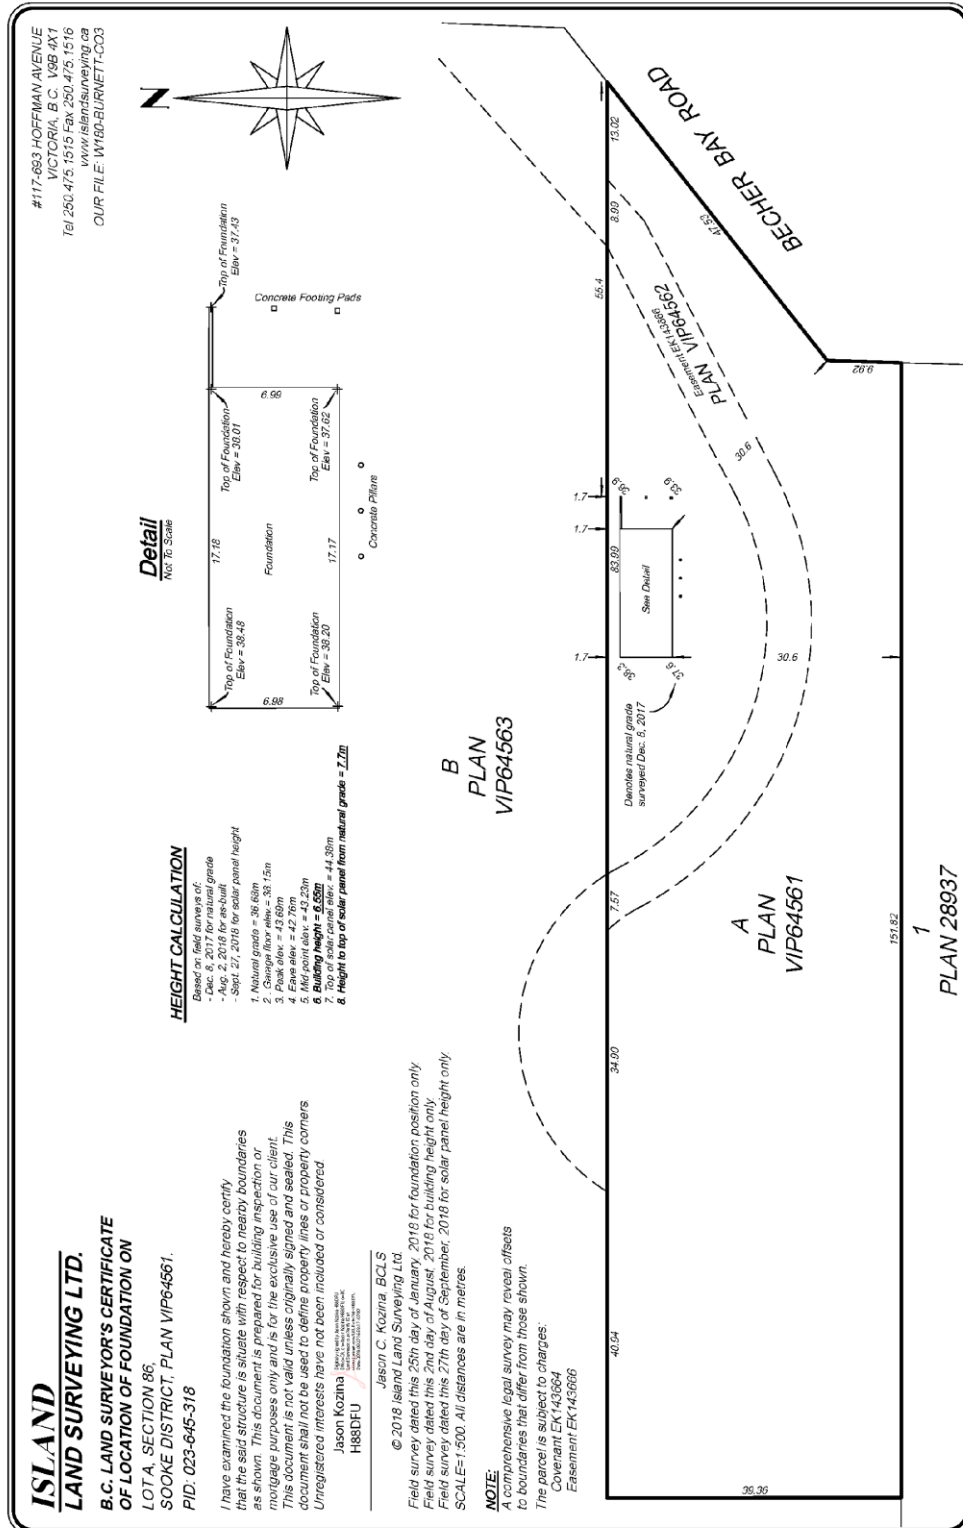 ISLAND
LAND SURVEYING LTD.
#117-693 HOFFMAN AVENUE
VICTORIA, B.C. V9B 4X1
Tel 250.475.1515 Fax 250.475.1516
www.islandsurveying.ca
OUR FILE: W180-BURNETT-CO3
B.C. LAND SURVEYOR'S CERTIFICATE
OF LOCATION OF FOUNDATION ON
LOT A, SECTION 86,
SOOKE DISTRICT, PLAN VIP64561.
PID: 023-645-318
I have examined the foundation shown and hereby certify
that the said structure is situate with respect to nearby boundaries
as shown. This document is prepared for building inspection or
mortgage purposes only and is for the exclusive use of our client.
This document is not valid unless originally signed and sealed. This
document shall not be used to define property lines or property corners.
Unregistered interests have not been included or considered.
Jason Kozina
H88DFU
Jason C. Kozina, BCLS
© 2018 Island Land Surveying Ltd.
Field survey dated this 25th day of January, 2018 for foundation position only.
Field survey dated this 2nd day of August, 2018 for building height only.
Field survey dated this 27th day of September, 2018 for solar panel height only.
SCALE=1:500. All distances are in metres.
NOTE:
A comprehensive legal survey may reveal offsets
to boundaries that differ from those shown.
The parcel is subject to charges:
Covenant EK143664
Easement EK143666
HEIGHT CALCULATION
Based on field surveys of:
- Dec. 8, 2017 for natural grade
- Aug. 2, 2018 for as-built
- Sept. 27, 2018 for solar panel height
1. Natural grade = 36.68m
2. Garage floor elev. = 38.15m
3. Peak elev. = 43.69m
4. Eave elev. = 42.76m
5. Mid-point elev. = 43.23m
6. Building height = 6.55m
7. Top of solar panel elev. = 44.38m
8. Height to top of solar panel from natural grade = 7.7m
Detail
Not To Scale
N
Top of Foundation
Elev = 38.48
17.18
Top of Foundation
Elev = 38.01
Top of Foundation
Elev = 37.43
6.98
Foundation
6.99
Concrete Footing Pads
Top of Foundation
Elev = 38.20
17.17
Top of Foundation
Elev = 37.62
Concrete Pillars
B
PLAN
VIP64563
40.94
34.90
7.57
83.99
55.4
8.99
13.02
1.7
1.7
1.7
38.3
36.9
37.6
33.9
See Detail
Denotes natural grade
surveyed Dec. 8, 2017
Easement EK143666
PLAN VIP64562
30.6
30.6
47.53
BECHER BAY ROAD
9.92
A
PLAN
VIP64561
39.36
151.82
1
PLAN 28937